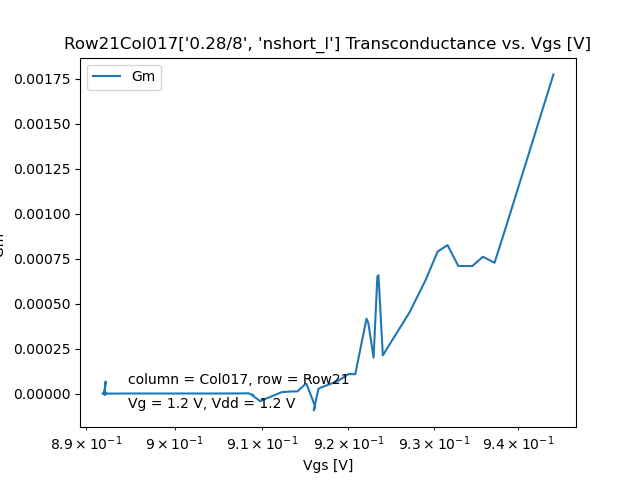 Row21Col017['0.28/8', 'nshort_l'] Transconductance vs. Vgs [V]
Gm
0.00175
0.00150
0.00125
0.00100
0.00075
0.00050
0.00025
0.00000
Gm
column = Col017, row = Row21
Vg = 1.2 V, Vdd = 1.2 V
8.9 × 10⁻¹ 9 × 10⁻¹ 9.1 × 10⁻¹ 9.2 × 10⁻¹ 9.3 × 10⁻¹ 9.4 × 10⁻¹
Vgs [V]